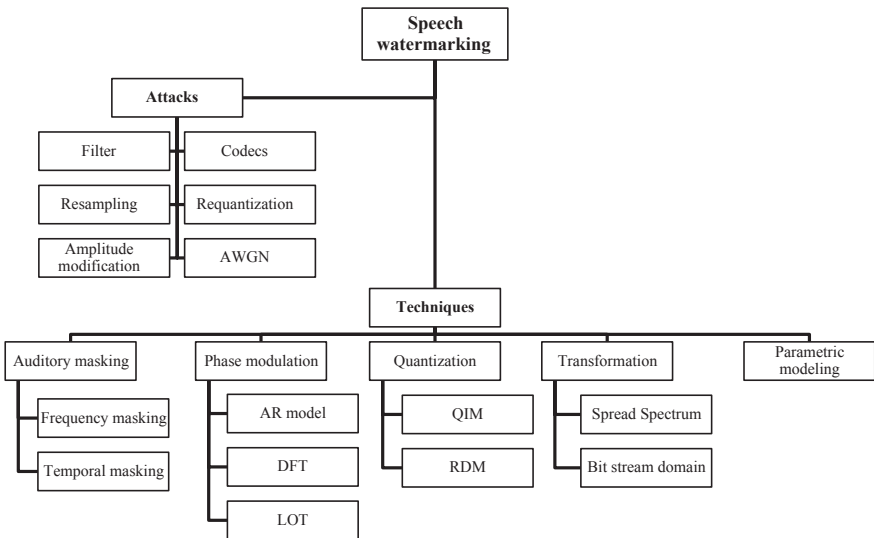 Speech
watermarking
Attacks
Filter
Codecs
Resampling
Requantization
Amplitude
modification
AWGN
Techniques
Auditory masking
Phase modulation
Quantization
Transformation
Parametric
modeling
Frequency masking
AR model
QIM
Spread Spectrum
Temporal masking
DFT
RDM
Bit stream domain
LOT